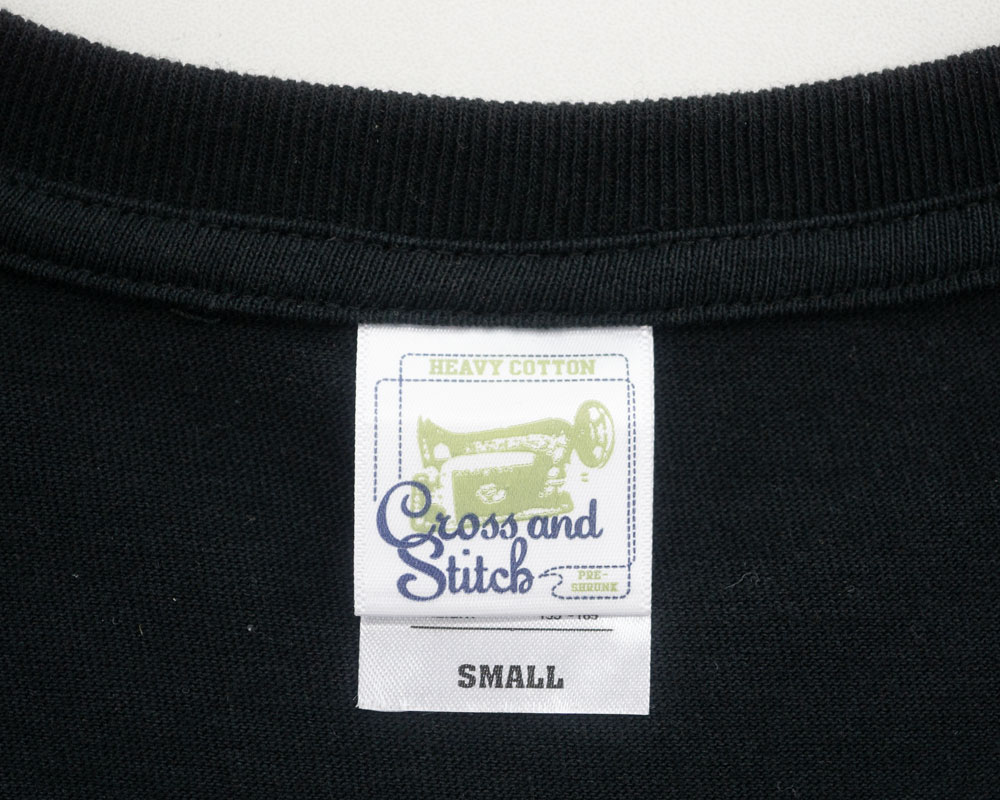 HEAVY COTTON
Cross and
Stitch
PRE-
SHRUNK
SMALL